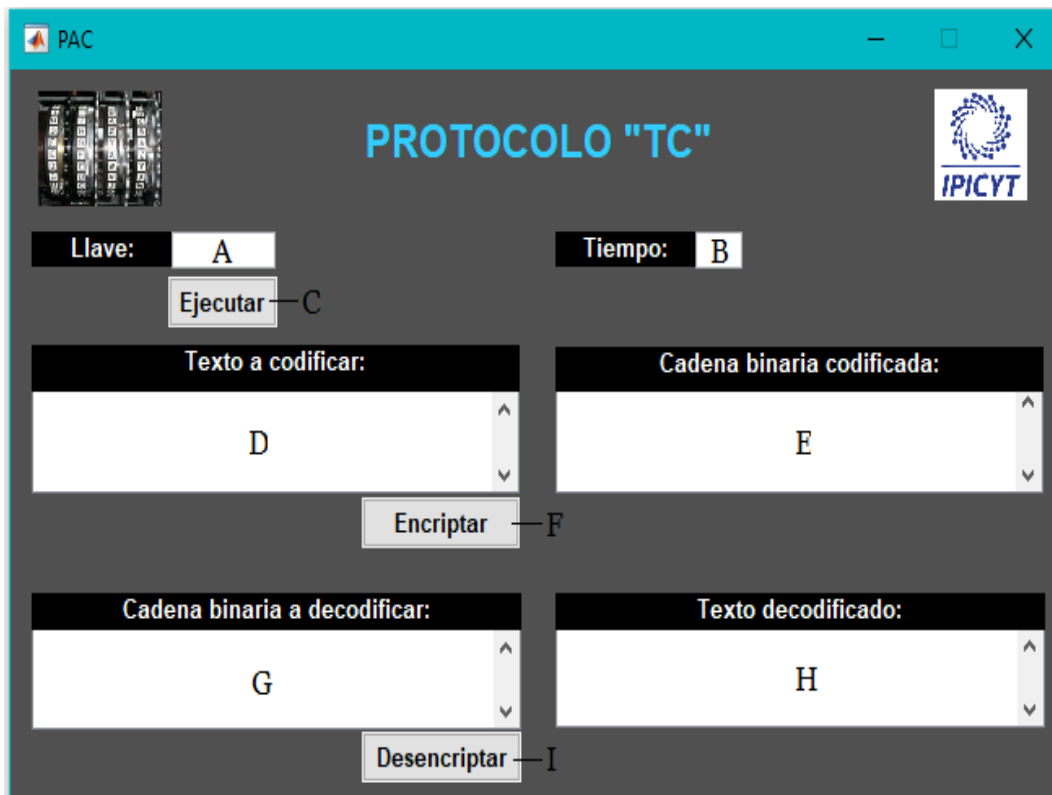 PAC
PROTOCOLO "TC"
IPICYT
Llave: A
Tiempo: B
Ejecutar C
Texto a codificar:
Cadena binaria codificada:
D
E
Encriptar F
Cadena binaria a decodificar:
Texto decodificado:
G
H
Desencriptar I